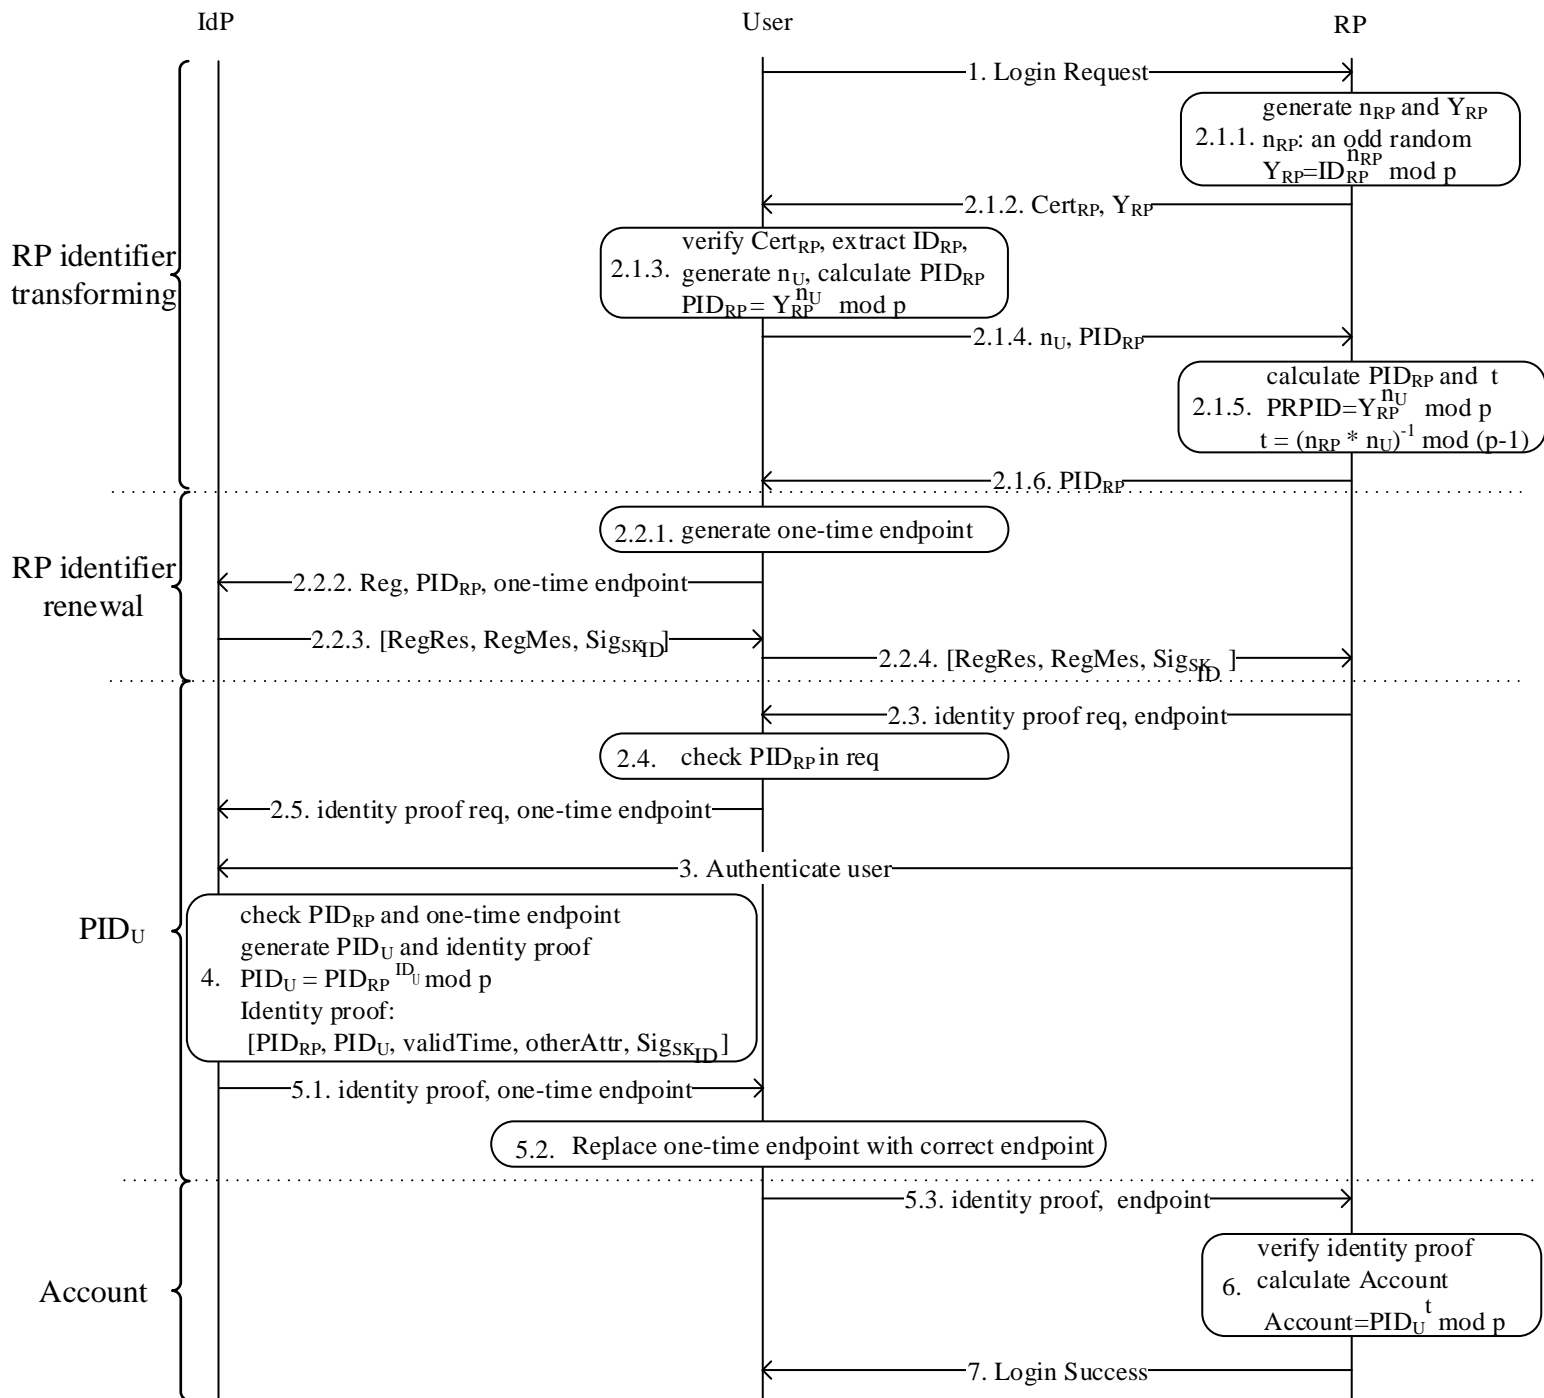 IdP
User
RP
1. Login Request
generate nRP and YRP
2.1.1. nRP: an odd random
YRP=IDRP^nRP mod p
2.1.2. CertRP, YRP
RP identifier
transforming
verify CertRP, extract IDRP,
2.1.3. generate nU, calculate PIDRP
PIDRP = YRP^nU mod p
2.1.4. nU, PIDRP
calculate PIDRP and t
2.1.5. PRPID=YRP^nU mod p
t = (nRP * nU)^-1 mod (p-1)
2.1.6. PIDRP
2.2.1. generate one-time endpoint
RP identifier
renewal
2.2.2. Reg, PIDRP, one-time endpoint
2.2.3. [RegRes, RegMes, SigSKID]
2.2.4. [RegRes, RegMes, SigSKID ]
2.3. identity proof req, endpoint
2.4. check PIDRP in req
2.5. identity proof req, one-time endpoint
3. Authenticate user
PIDU
check PIDRP and one-time endpoint
generate PIDU and identity proof
4. PIDU = PIDRP^IDU mod p
Identity proof:
[PIDRP, PIDU, validTime, otherAttr, SigSKID ]
5.1. identity proof, one-time endpoint
5.2. Replace one-time endpoint with correct endpoint
5.3. identity proof, endpoint
Account
verify identity proof
6. calculate Account
Account=PIDU^t mod p
7. Login Success